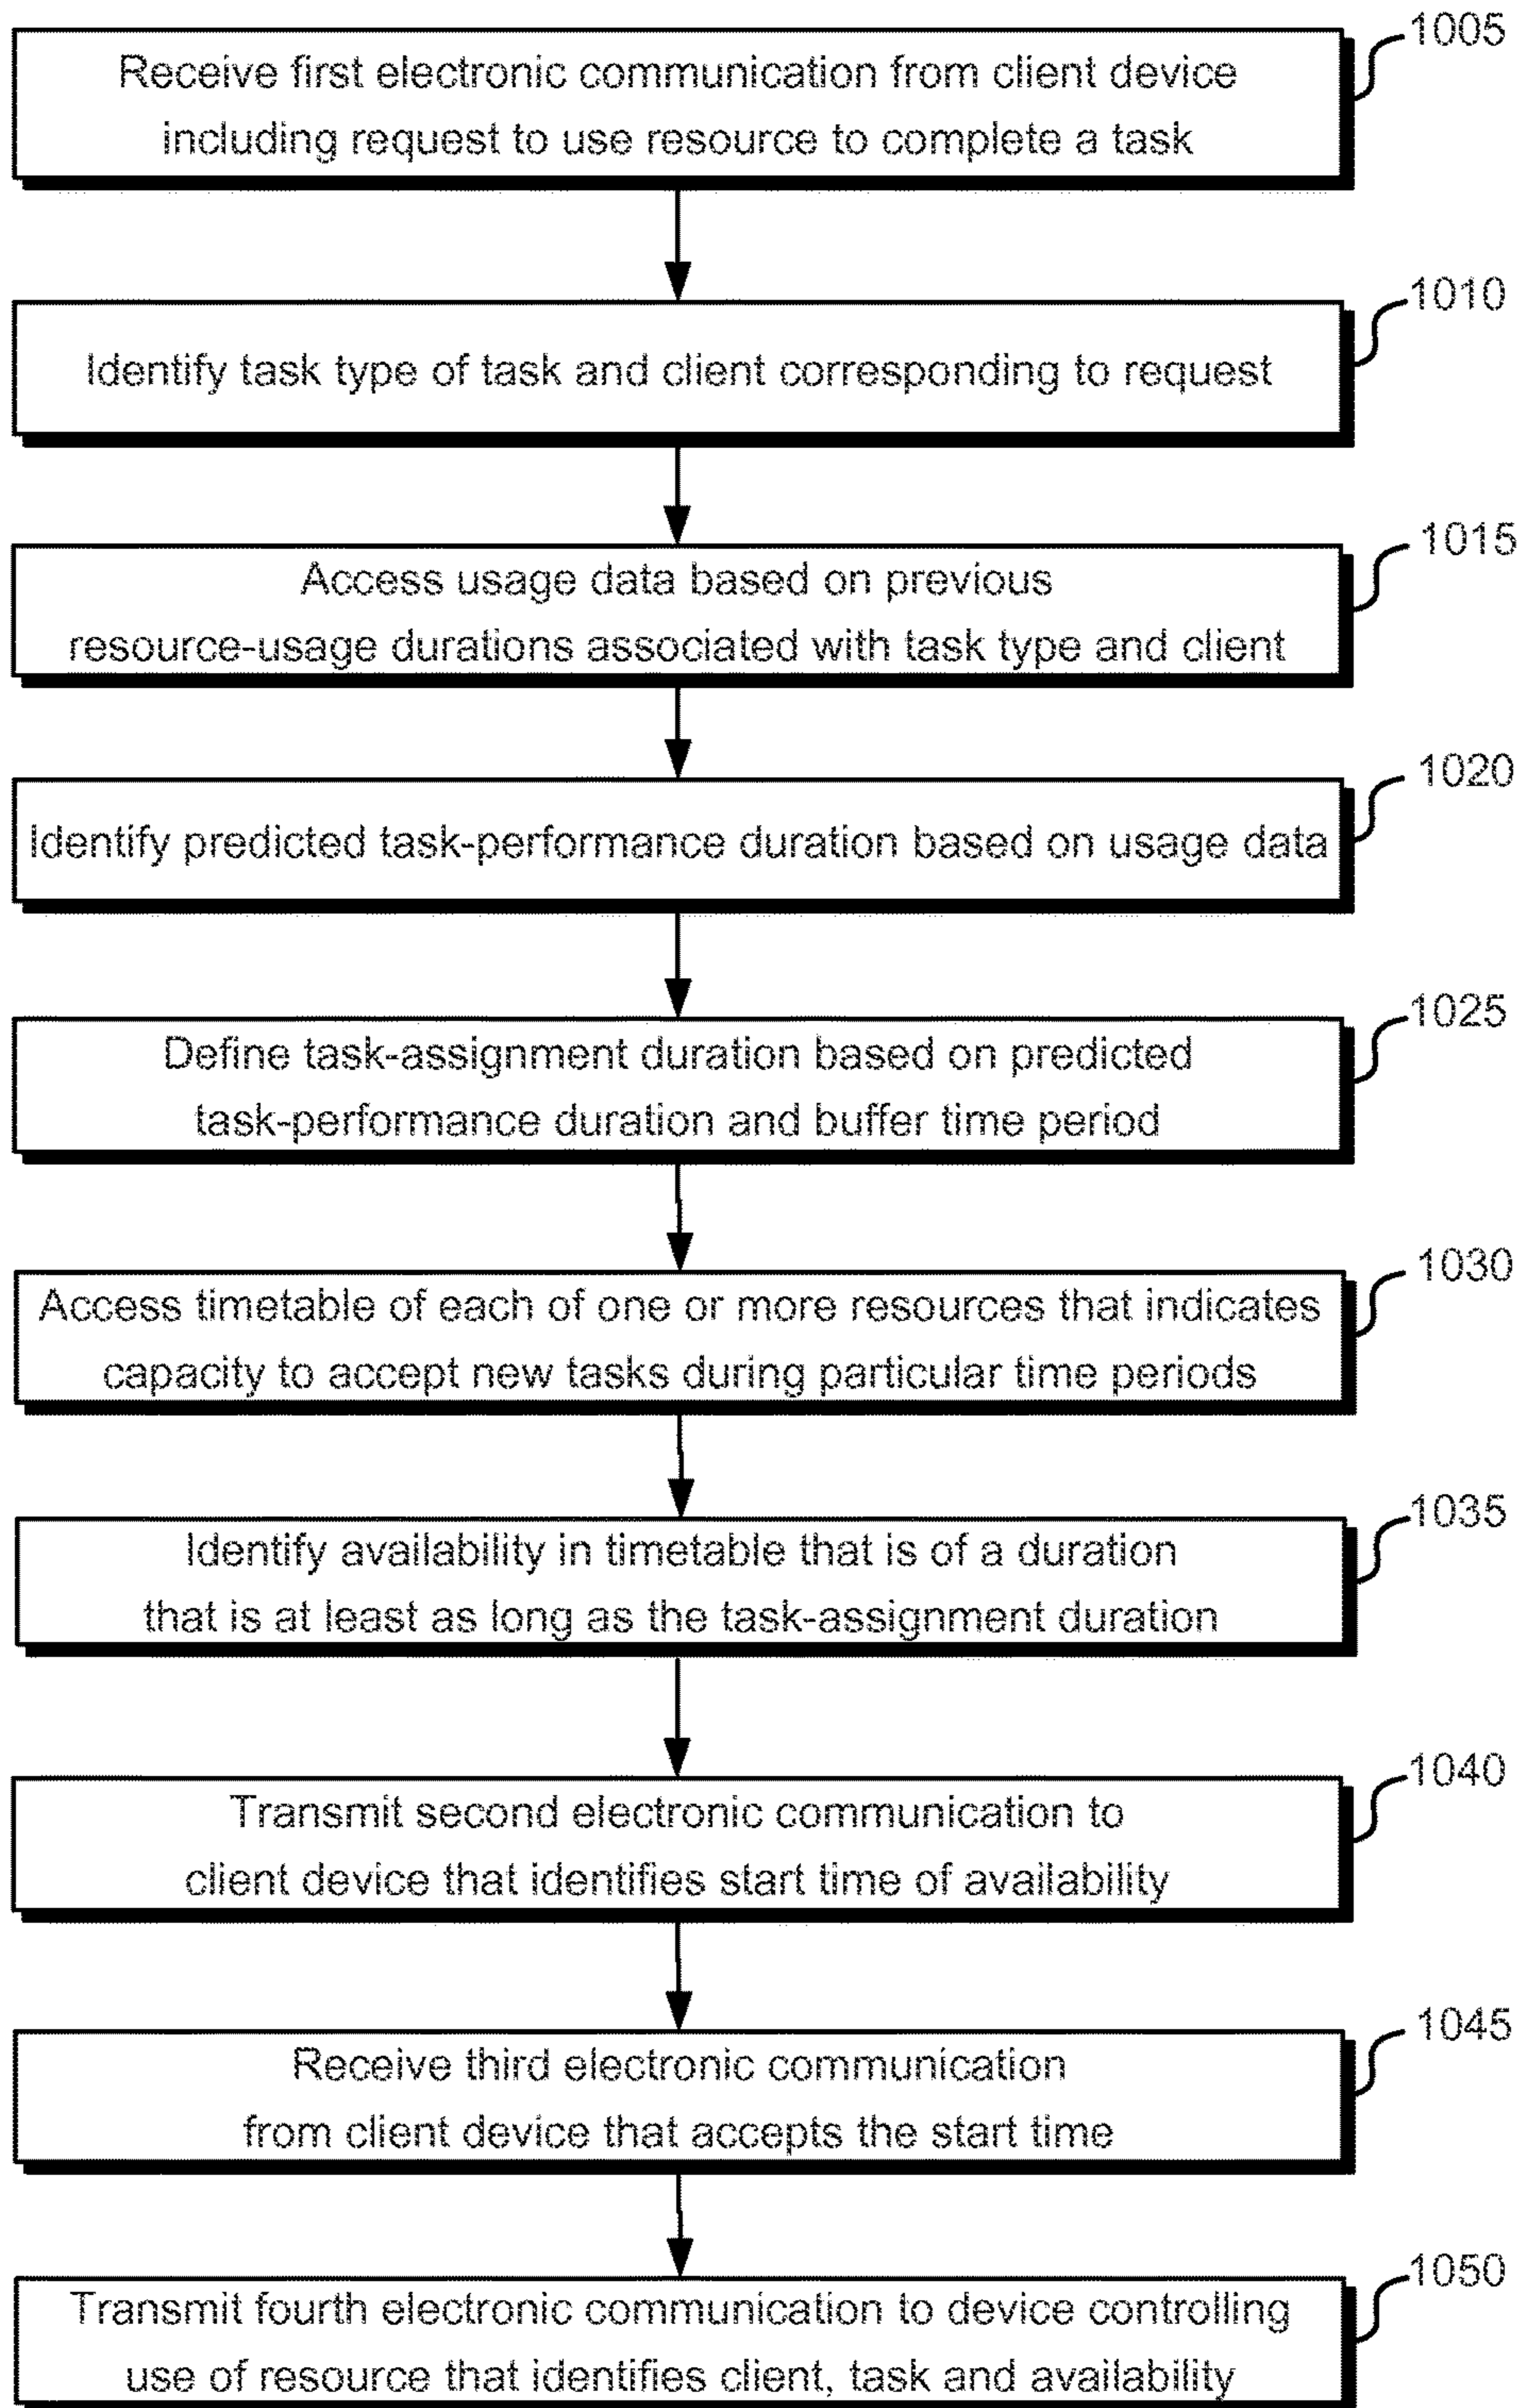 1005
Receive first electronic communication from client device
including request to use resource to complete a task
1010
Identify task type of task and client corresponding to request
1015
Access usage data based on previous
resource-usage durations associated with task type and client
1020
Identify predicted task-performance duration based on usage data
1025
Define task-assignment duration based on predicted
task-performance duration and buffer time period
1030
Access timetable of each of one or more resources that indicates
capacity to accept new tasks during particular time periods
1035
Identify availability in timetable that is of a duration
that is at least as long as the task-assignment duration
1040
Transmit second electronic communication to
client device that identifies start time of availability
1045
Receive third electronic communication
from client device that accepts the start time
1050
Transmit fourth electronic communication to device controlling
use of resource that identifies client, task and availability